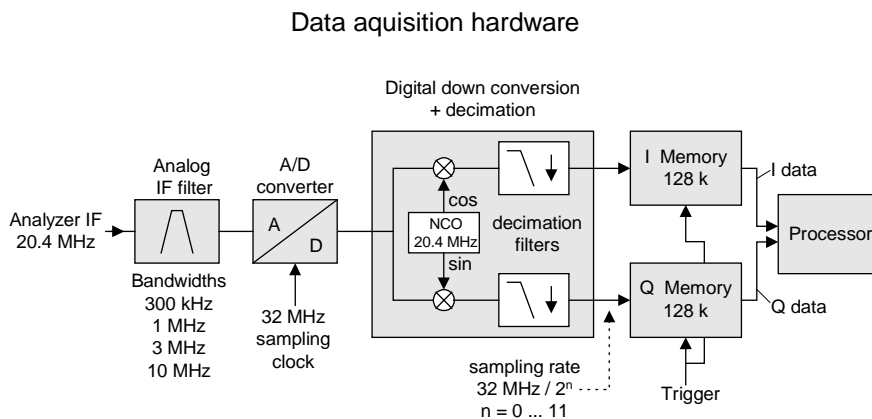 Data aquisition hardware
Digital down conversion
+ decimation
Analog
IF filter
A/D
converter
Analyzer IF
20.4 MHz
A
D
cos
NCO
20.4 MHz
sin
decimation
filters
I Memory
128 k
I data
Processor
Q Memory
128 k
Q data
Bandwidths
300 kHz
1 MHz
3 MHz
10 MHz
32 MHz
sampling
clock
sampling rate
32 MHz / 2ⁿ
n = 0 ... 11
Trigger